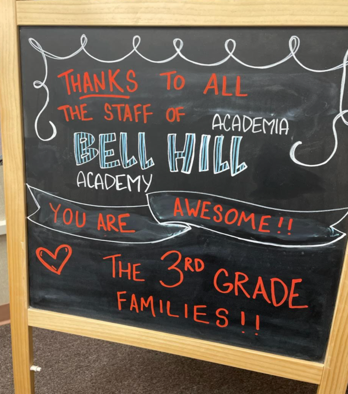 THANKS TO ALL
THE STAFF OF
ACADEMIA
BELL HILL
ACADEMY
YOU ARE AWESOME!!
THE 3RD GRADE
FAMILIES!!